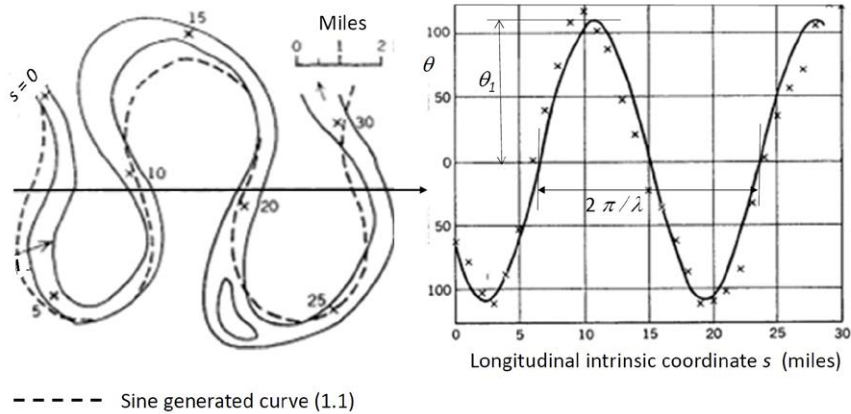 s = 0
15
Miles
0 1 2
30
10
20
5
25
Sine generated curve (1.1)
θ
100
50
0
50
100
θ1
2 π / λ
0 5 10 15 20 25 30
Longitudinal intrinsic coordinate s (miles)